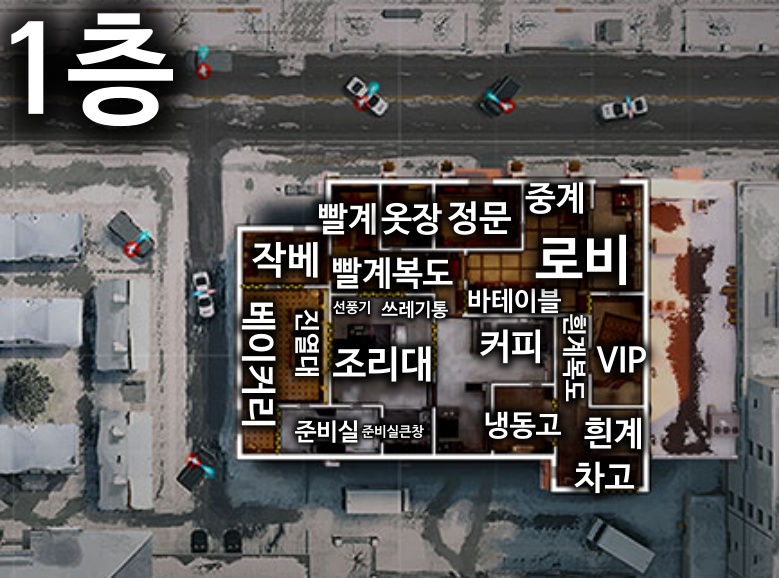 1층
중계
빨계 옷장 정문
작베 빨계복도 로비
선풍기 쓰레기통 바테이블
베이커리
진열대
조리대
커피
흰계복도
VIP
준비실 준비실큰창
냉동고
흰계
차고